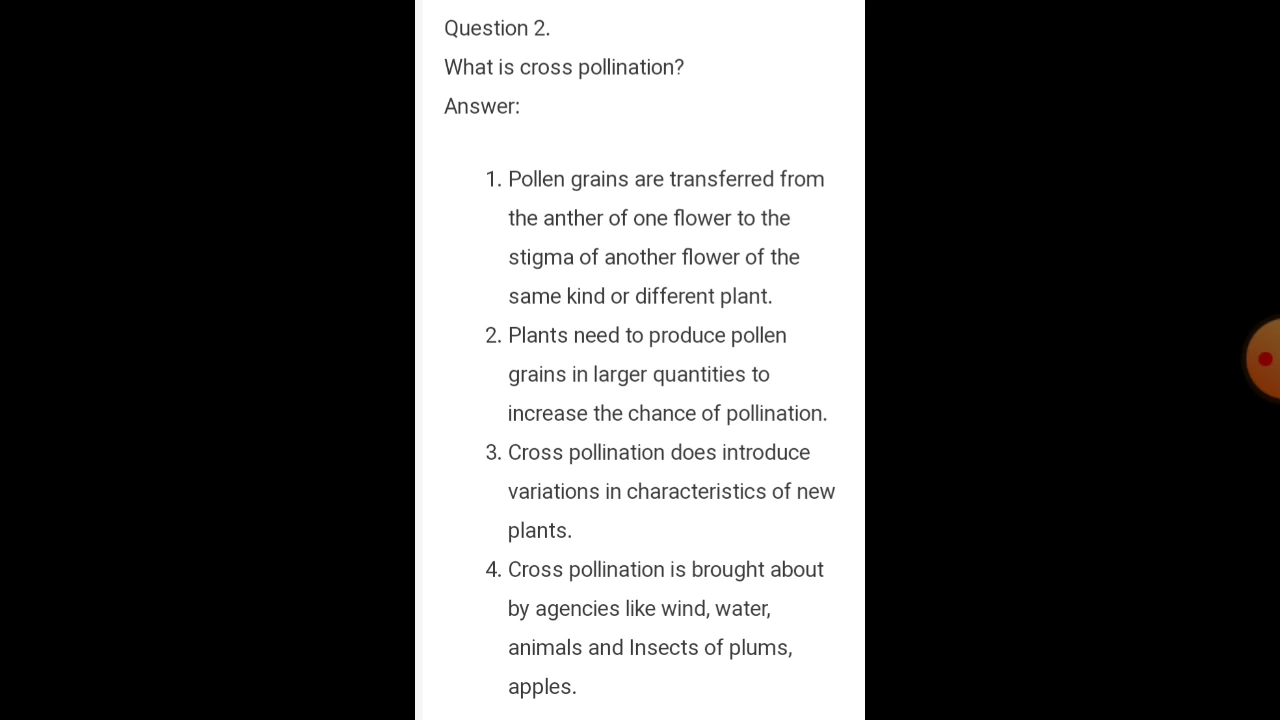 Question 2.
What is cross pollination?
Answer:
1. Pollen grains are transferred from
the anther of one flower to the
stigma of another flower of the
same kind or different plant.
2. Plants need to produce pollen
grains in larger quantities to
increase the chance of pollination.
3. Cross pollination does introduce
variations in characteristics of new
plants.
4. Cross pollination is brought about
by agencies like wind, water,
animals and Insects of plums,
apples.